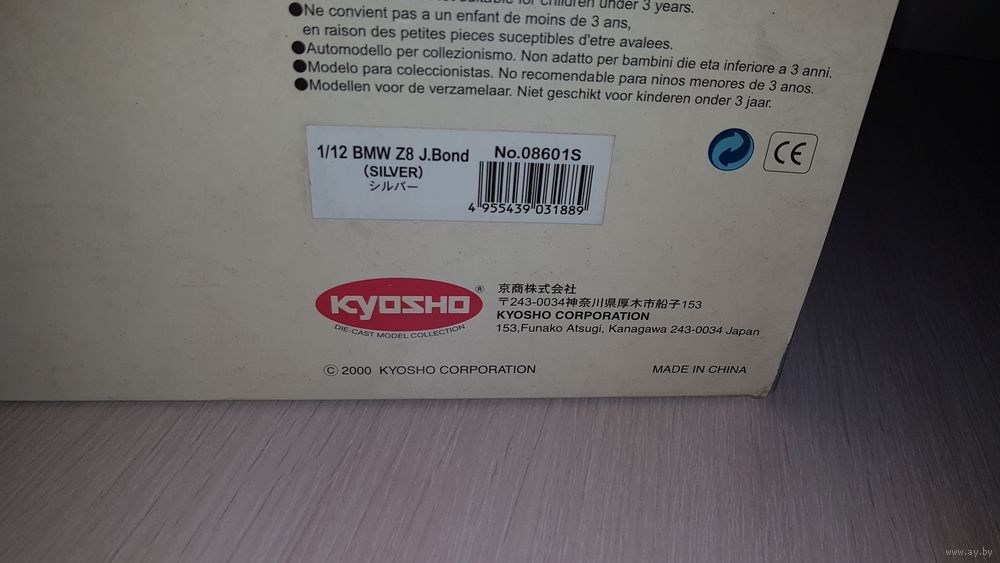 suitable for children under 3 years.
●Ne convient pas a un enfant de moins de 3 ans,
en raison des petites pieces suceptibles d'etre avalees.
●Automodello per collezionismo. Non adatto per bambini die eta inferiore a 3 anni.
●Modelo para coleccionistas. No recomendable para ninos menores de 3 anos.
●Modellen voor de verzamelaar. Niet geschikt voor kinderen onder 3 jaar.
1/12 BMW Z8 J.Bond No.08601S
(SILVER)
シルバー
4 955439 031889
CE
KYOSHO ®
DIE-CAST MODEL COLLECTION
京商株式会社
〒243-0034神奈川県厚木市船子153
KYOSHO CORPORATION
153,Funako Atsugi, Kanagawa 243-0034 Japan
© 2000 KYOSHO CORPORATION
MADE IN CHINA
www.ay.by